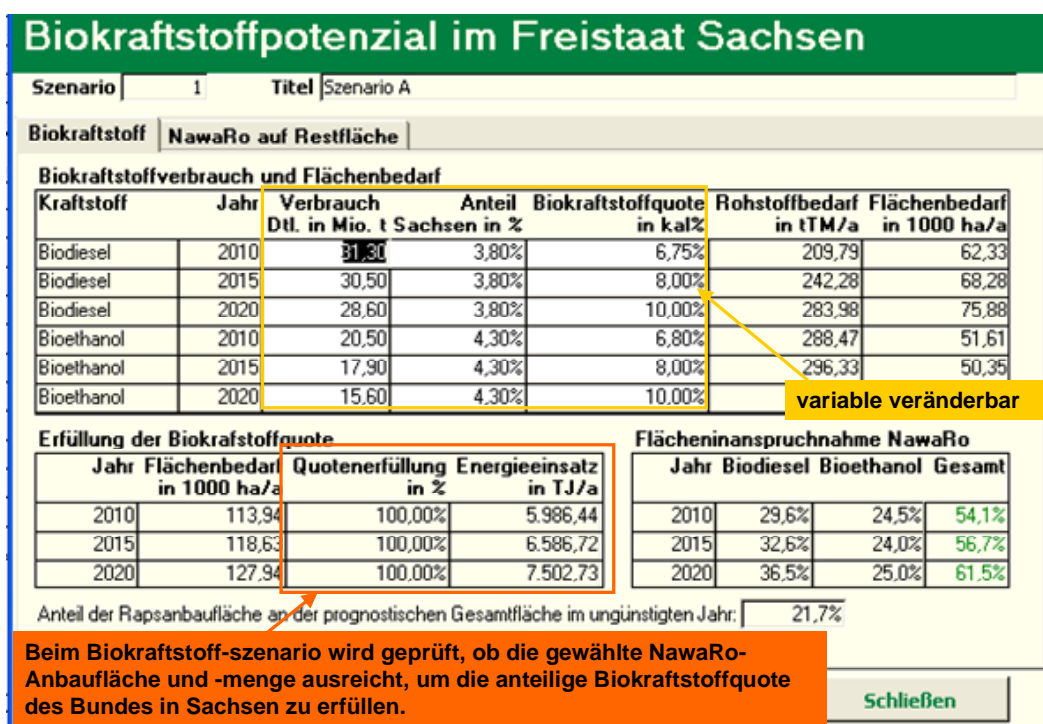 Biokraftstoffpotenzial im Freistaat Sachsen
Szenario 1 Titel Szenario A
Biokraftstoff NawaRo auf Restfläche
Biokraftstoffverbrauch und Flächenbedarf
Kraftstoff Jahr Verbrauch Anteil Biokraftstoffquote Rohstoffbedarf Flächenbedarf
Dtl. in Mio. t Sachsen in % in kal% in tTM/a in 1000 ha/a
Biodiesel 2010 31,30 3,80% 6,75% 209,79 62,33
Biodiesel 2015 30,50 3,80% 8,00% 242,28 68,28
Biodiesel 2020 28,60 3,80% 10,00% 283,98 75,88
Bioethanol 2010 20,50 4,30% 6,80% 288,47 51,61
Bioethanol 2015 17,90 4,30% 8,00% 296,33 50,35
Bioethanol 2020 15,60 4,30% 10,00%
variable veränderbar
Erfüllung der Biokrafstoffquote
Jahr Flächenbedarf Quotenerfüllung Energieeinsatz
in 1000 ha/a in % in TJ/a
2010 113,94 100,00% 5.986,44
2015 118,63 100,00% 6.586,72
2020 127,94 100,00% 7.502,73
Flächeninanspruchnahme NawaRo
Jahr Biodiesel Bioethanol Gesamt
2010 29,6% 24,5% 54,1%
2015 32,6% 24,0% 56,7%
2020 36,5% 25,0% 61,5%
Anteil der Rapsanbaufläche an der prognostischen Gesamtfläche im ungünstigten Jahr: 21,7%
Beim Biokraftstoff-szenario wird geprüft, ob die gewählte NawaRo-
Anbaufläche und -menge ausreicht, um die anteilige Biokraftstoffquote
des Bundes in Sachsen zu erfüllen.
Schließen